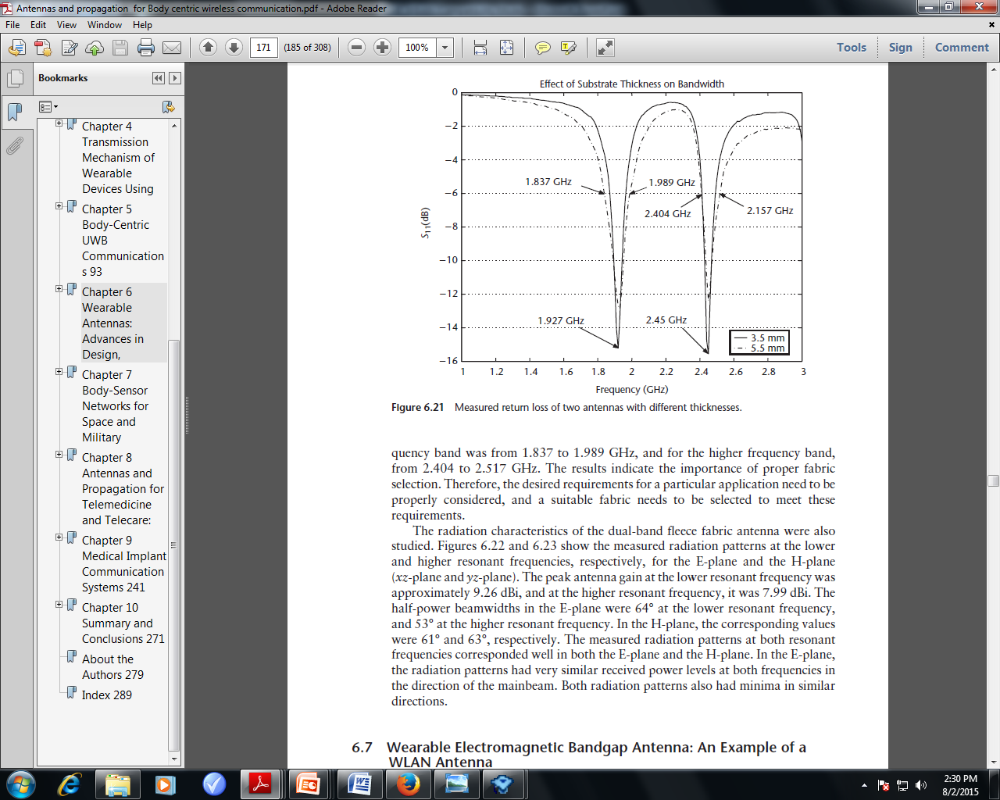 Antennas and propagation  for Body centric wireless communication.pdf - Adobe Reader
File Edit View Window Help
171 (185 of 308) 100% Tools Sign Comment
Bookmarks
Chapter 4
Transmission
Mechanism of
Wearable
Devices Using
Chapter 5
Body-Centric
UWB
Communication
s 93
Chapter 6
Wearable
Antennas:
Advances in
Design,
Chapter 7
Body-Sensor
Networks for
Space and
Military
Chapter 8
Antennas and
Propagation for
Telemedicine
and Telecare:
Chapter 9
Medical Implant
Communication
Systems 241
Chapter 10
Summary and
Conclusions 271
About the
Authors 279
Index 289
Effect of Substrate Thickness on Bandwidth
0
−2
−4
−6
−8
−10
−12
−14
−16
S11(dB)
1.837 GHz
1.989 GHz
2.404 GHz
2.157 GHz
1.927 GHz
2.45 GHz
3.5 mm
5.5 mm
1 1.2 1.4 1.6 1.8 2 2.2 2.4 2.6 2.8 3
Frequency (GHz)
Figure 6.21 Measured return loss of two antennas with different thicknesses.
quency band was from 1.837 to 1.989 GHz, and for the higher frequency band,
from 2.404 to 2.517 GHz. The results indicate the importance of proper fabric
selection. Therefore, the desired requirements for a particular application need to be
properly considered, and a suitable fabric needs to be selected to meet these
requirements.
The radiation characteristics of the dual-band fleece fabric antenna were also
studied. Figures 6.22 and 6.23 show the measured radiation patterns at the lower
and higher resonant frequencies, respectively, for the E-plane and the H-plane
(xz-plane and yz-plane). The peak antenna gain at the lower resonant frequency was
approximately 9.26 dBi, and at the higher resonant frequency, it was 7.99 dBi. The
half-power beamwidths in the E-plane were 64° at the lower resonant frequency,
and 53° at the higher resonant frequency. In the H-plane, the corresponding values
were 61° and 63°, respectively. The measured radiation patterns at both resonant
frequencies corresponded well in both the E-plane and the H-plane. In the E-plane,
the radiation patterns had very similar received power levels at both frequencies in
the direction of the mainbeam. Both radiation patterns also had minima in similar
directions.
6.7 Wearable Electromagnetic Bandgap Antenna: An Example of a
WLAN Antenna
2:30 PM
8/2/2015